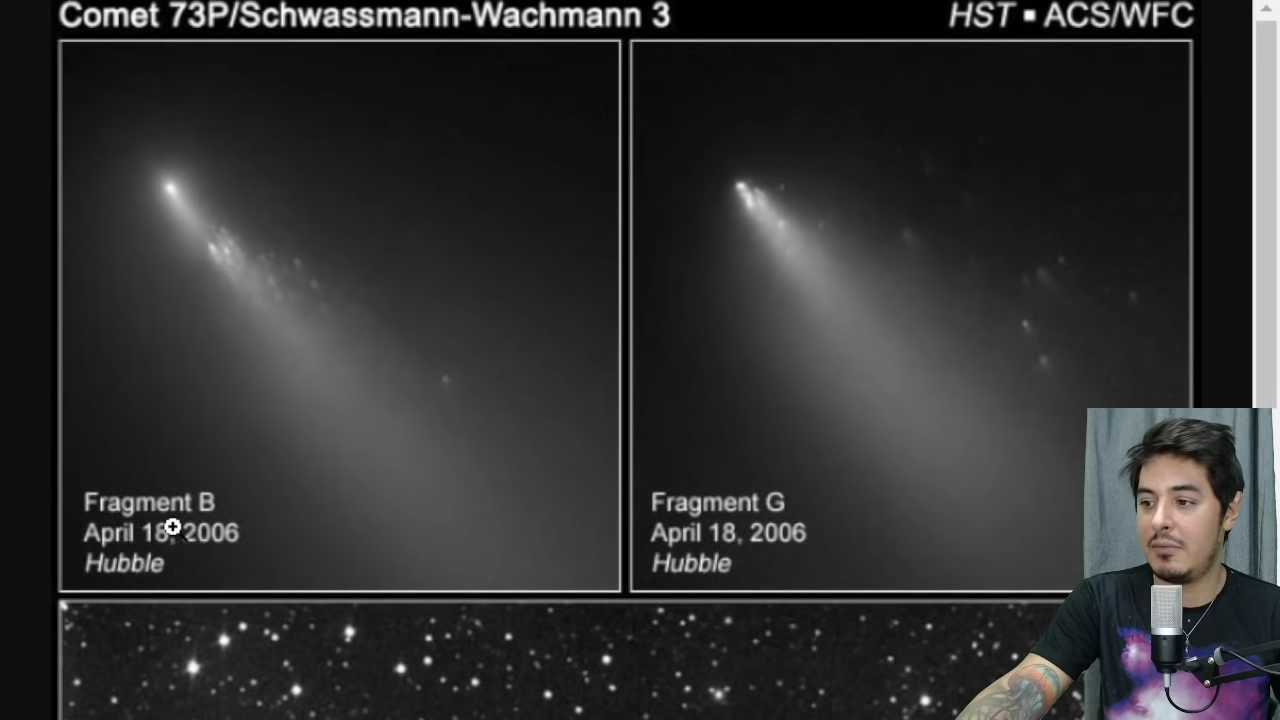 Comet 73P/Schwassmann-Wachmann 3
HST ▪ ACS/WFC
Fragment B
April 18, 2006
Hubble
Fragment G
April 18, 2006
Hubble